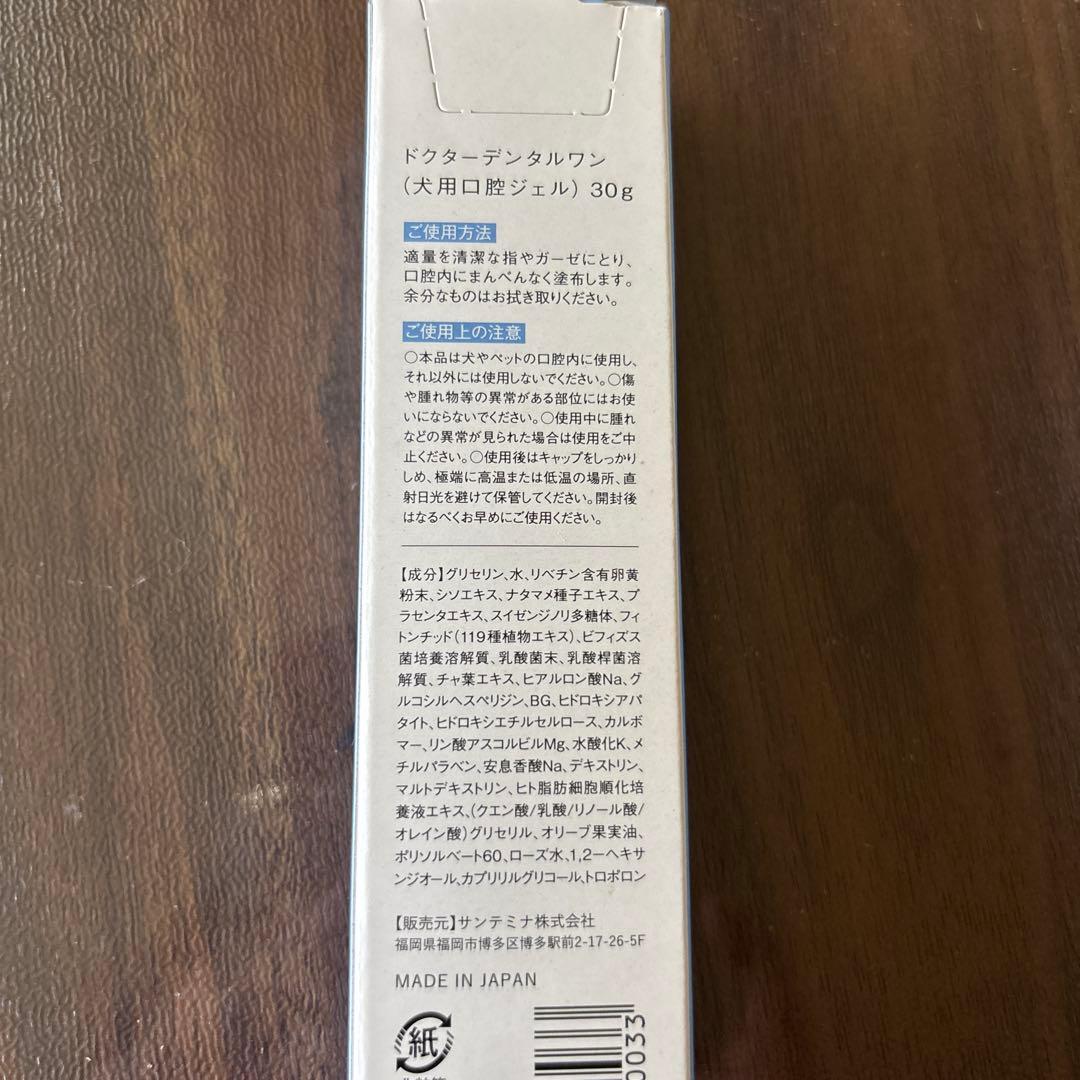 ドクターデンタルワン
(犬用口腔ジェル) 30g
ご使用方法
適量を清潔な指やガーゼにとり、
口腔内にまんべんなく塗布します。
余分なものはお拭き取りください。
ご使用上の注意
○本品は犬やペットの口腔内に使用し、
それ以外には使用しないでください。○傷
や腫れ物等の異常がある部位にはお使
いにならないでください。○使用中に腫れ
などの異常が見られた場合は使用をご中
止ください。○使用後はキャップをしっかり
しめ、極端に高温または低温の場所、直
射日光を避けて保管してください。開封後
はなるべくお早めにご使用ください。
【成分】グリセリン、水、リベチン含有卵黄
粉末、シソエキス、ナタマメ種子エキス、プ
ラセンタエキス、スイゼンジノリ多糖体、フィ
トンチッド(119種植物エキス)、ビフィズス
菌培養溶解質、乳酸菌末、乳酸桿菌溶
解質、チャ葉エキス、ヒアルロン酸Na、グ
ルコシルヘスペリジン、BG、ヒドロキシアパ
タイト、ヒドロキシエチルセルロース、カルボ
マー、リン酸アスコルビルMg、水酸化K、メ
チルパラベン、安息香酸Na、デキストリン、
マルトデキストリン、ヒト脂肪細胞順化培
養液エキス、(クエン酸/乳酸/リノール酸/
オレイン酸)グリセリル、オリーブ果実油、
ポリソルベート60、ローズ水、1,2ーヘキサ
ンジオール、カプリリルグリコール、トロポロン
【販売元】サンテミナ株式会社
福岡県福岡市博多区博多駅前2-17-26-5F
MADE IN JAPAN
紙
0033